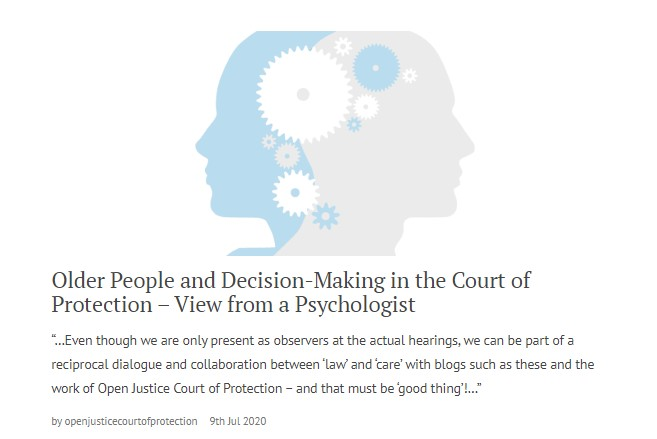 Older People and Decision-Making in the Court of
Protection – View from a Psychologist
“…Even though we are only present as observers at the actual hearings, we can be part of a
reciprocal dialogue and collaboration between ‘law’ and ‘care’ with blogs such as these and the
work of Open Justice Court of Protection – and that must be ‘good thing’!…”
by openjusticecourtofprotection 9th Jul 2020